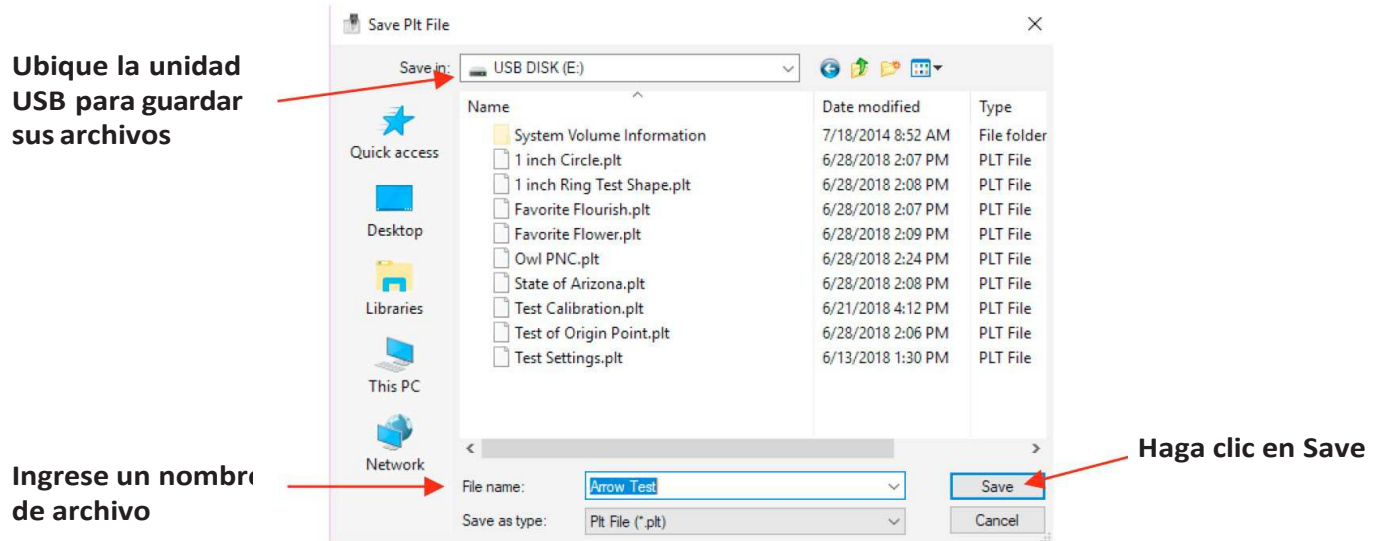 Save Plt File
Ubique la unidad
USB para guardar
sus archivos
Save in:
USB DISK (E:)
Name
Date modified
Type
System Volume Information
7/18/2014 8:52 AM
File folder
1 inch Circle.plt
6/28/2018 2:07 PM
PLT File
1 inch Ring Test Shape.plt
6/28/2018 2:08 PM
PLT File
Favorite Flourish.plt
6/28/2018 2:07 PM
PLT File
Favorite Flower.plt
6/28/2018 2:09 PM
PLT File
Owl PNC.plt
6/28/2018 2:24 PM
PLT File
State of Arizona.plt
6/28/2018 2:08 PM
PLT File
Test Calibration.plt
6/21/2018 4:12 PM
PLT File
Test of Origin Point.plt
6/28/2018 2:06 PM
PLT File
Test Settings.plt
6/13/2018 1:30 PM
PLT File
Quick access
Desktop
Libraries
This PC
Network
Ingrese un nombre
de archivo
File name:
Arrow Test
Save
Save as type:
Plt File (*.plt)
Cancel
Haga clic en Save